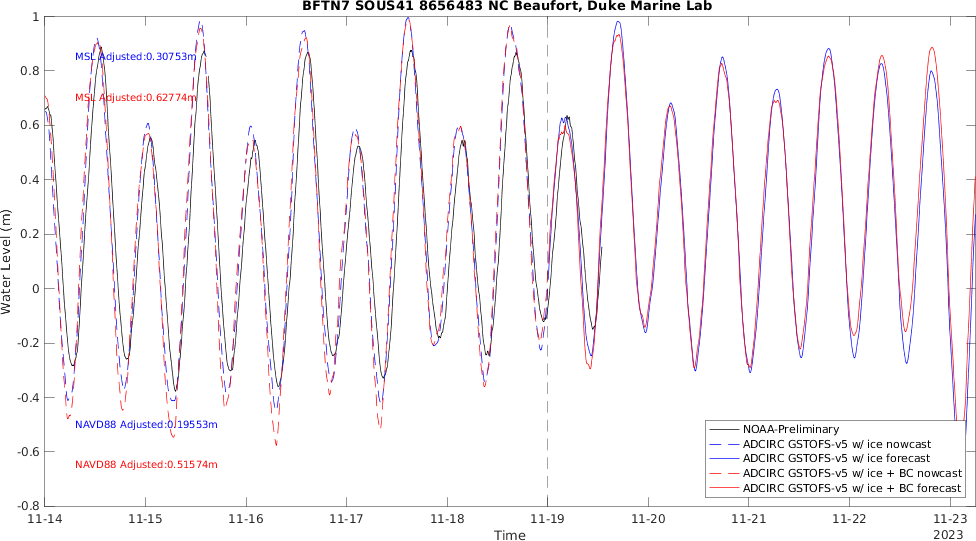 BFTN7 SOUS41 8656483 NC Beaufort, Duke Marine Lab
1
0.8
0.6
0.4
0.2
0
-0.2
-0.4
-0.6
-0.8
Water Level (m)
MSL Adjusted:0.30753m
MSL Adjusted:0.62774m
NAVD88 Adjusted:0.19553m
NAVD88 Adjusted:0.51574m
NOAA-Preliminary
ADCIRC GSTOFS-v5 w/ ice nowcast
ADCIRC GSTOFS-v5 w/ ice forecast
ADCIRC GSTOFS-v5 w/ ice + BC nowcast
ADCIRC GSTOFS-v5 w/ ice + BC forecast
11-14 11-15 11-16 11-17 11-18 11-19 11-20 11-21 11-22 11-23
Time
2023